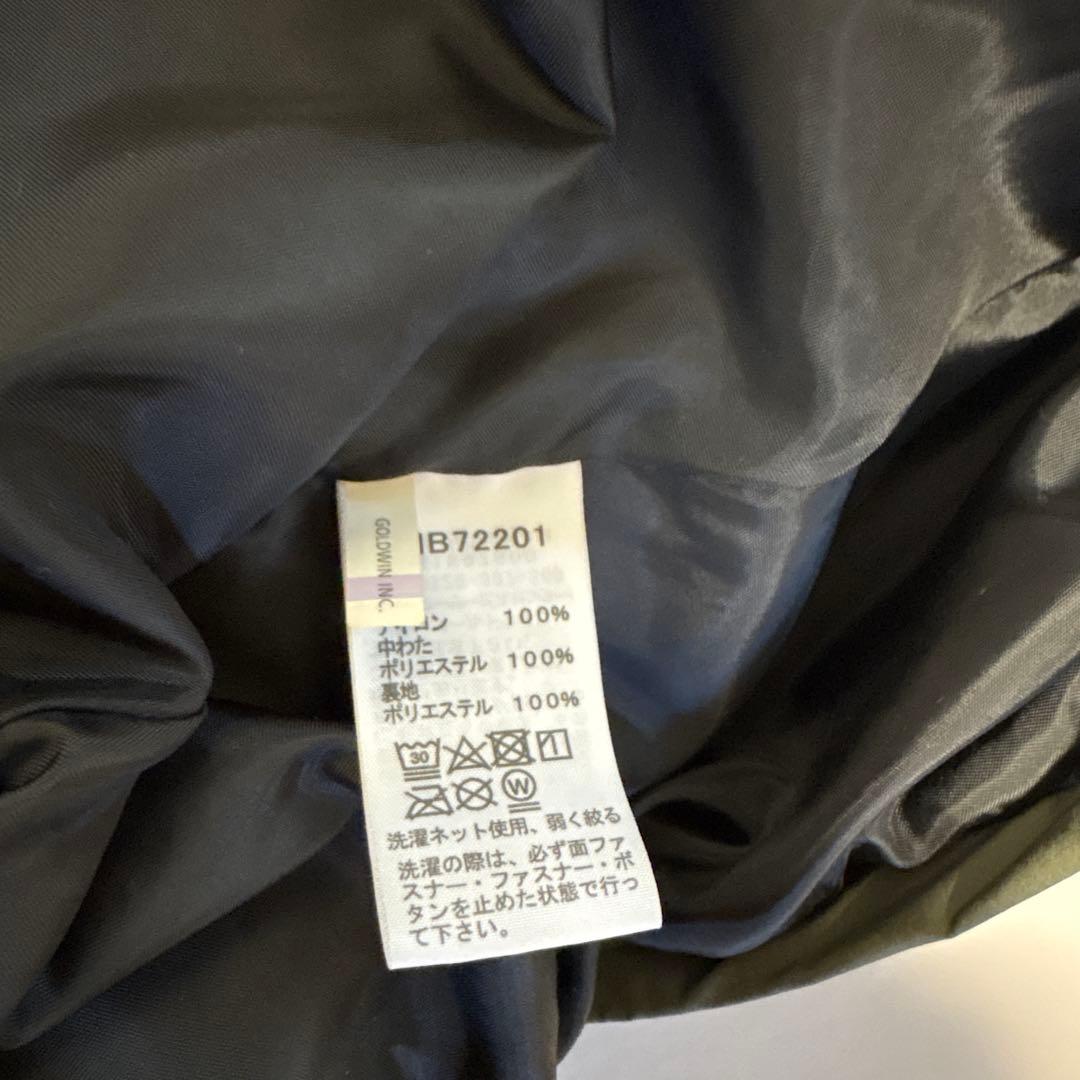 GOLDWIN INC.
IB72201
ナイロン 100%
中わた
ポリエステル 100%
裏地
ポリエステル 100%
30
W
洗濯ネット使用、弱く絞る
洗濯の際は、必ず面ファ
スナー・ファスナー・ボ
タンを止めた状態で行っ
て下さい。